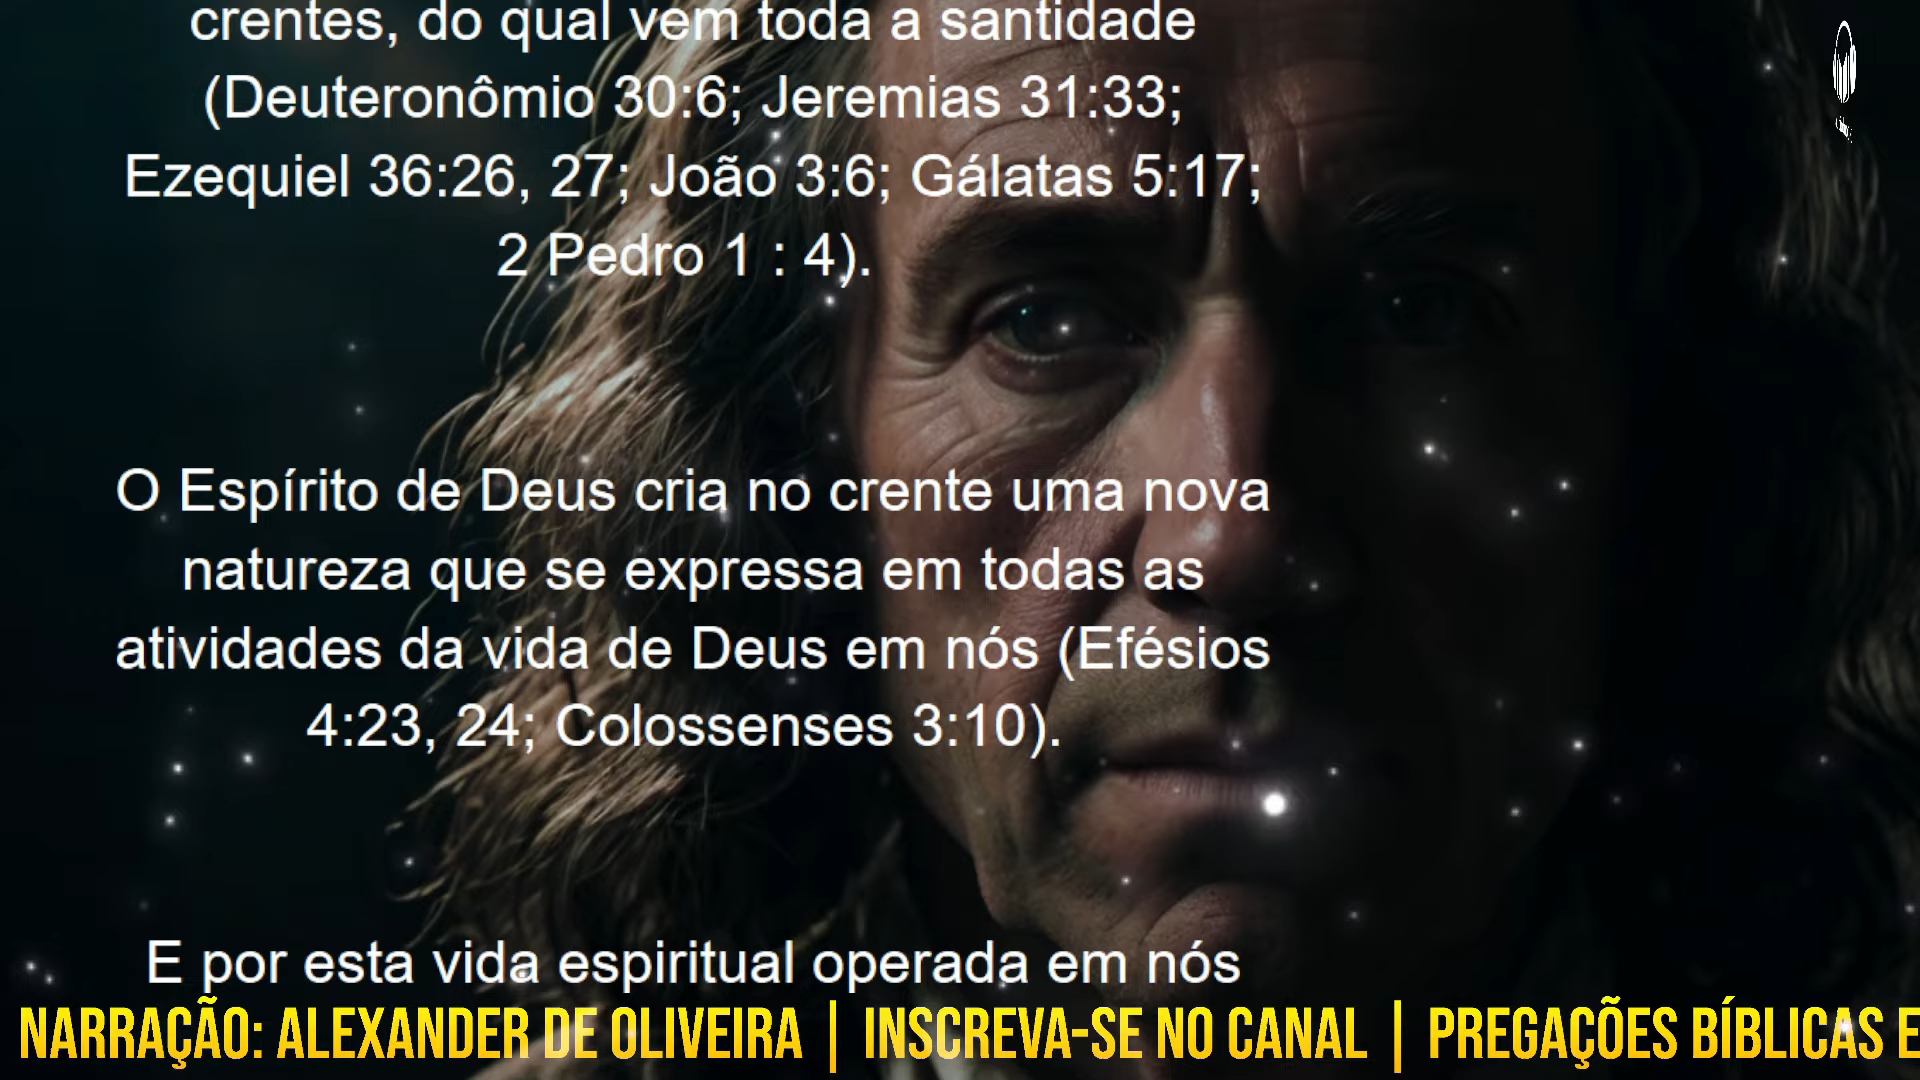 crentes, do qual vem toda a santidade
(Deuteronômio 30:6; Jeremias 31:33;
Ezequiel 36:26, 27; João 3:6; Gálatas 5:17;
2 Pedro 1 : 4).
O Espírito de Deus cria no crente uma nova
natureza que se expressa em todas as
atividades da vida de Deus em nós (Efésios
4:23, 24; Colossenses 3:10).
E por esta vida espiritual operada em nós
NARRAÇÃO: ALEXANDER DE OLIVEIRA | INSCREVA-SE NO CANAL | PREGAÇÕES BÍBLICAS E